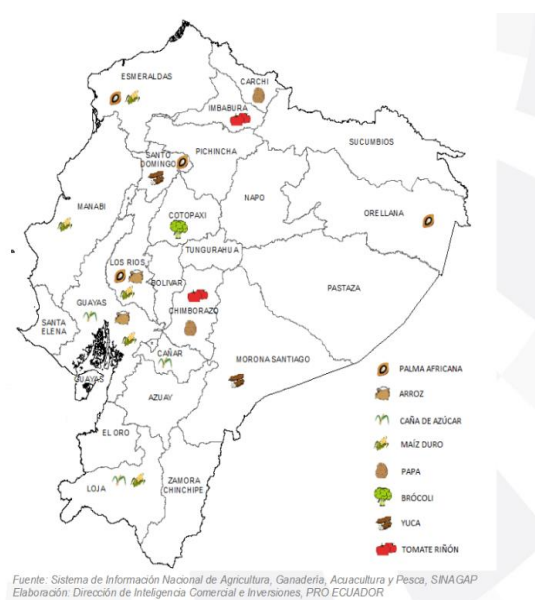 ESMERALDAS
CARCHI
IMBABURA
SUCUMBIOS
PICHINCHA
SANTO
DOMINGO
NAPO
MANABI
COTOPAXI
ORELLANA
TUNGURAHUA
LOS RIOS
BOLIVAR
PASTAZA
GUAYAS
CHIMBORAZO
SANTA
ELENA
CAÑAR
MORONA SANTIAGO
GUAYAS
AZUAY
EL ORO
LOJA
ZAMORA
CHINCHIPE
PALMA AFRICANA
ARROZ
CAÑA DE AZÚCAR
MAÍZ DURO
PAPA
BRÓCOLI
YUCA
TOMATE RIÑÓN
Fuente: Sistema de Información Nacional de Agricultura, Ganadería, Acuacultura y Pesca, SINAGAP
Elaboración: Dirección de Inteligencia Comercial e Inversiones, PRO ECUADOR